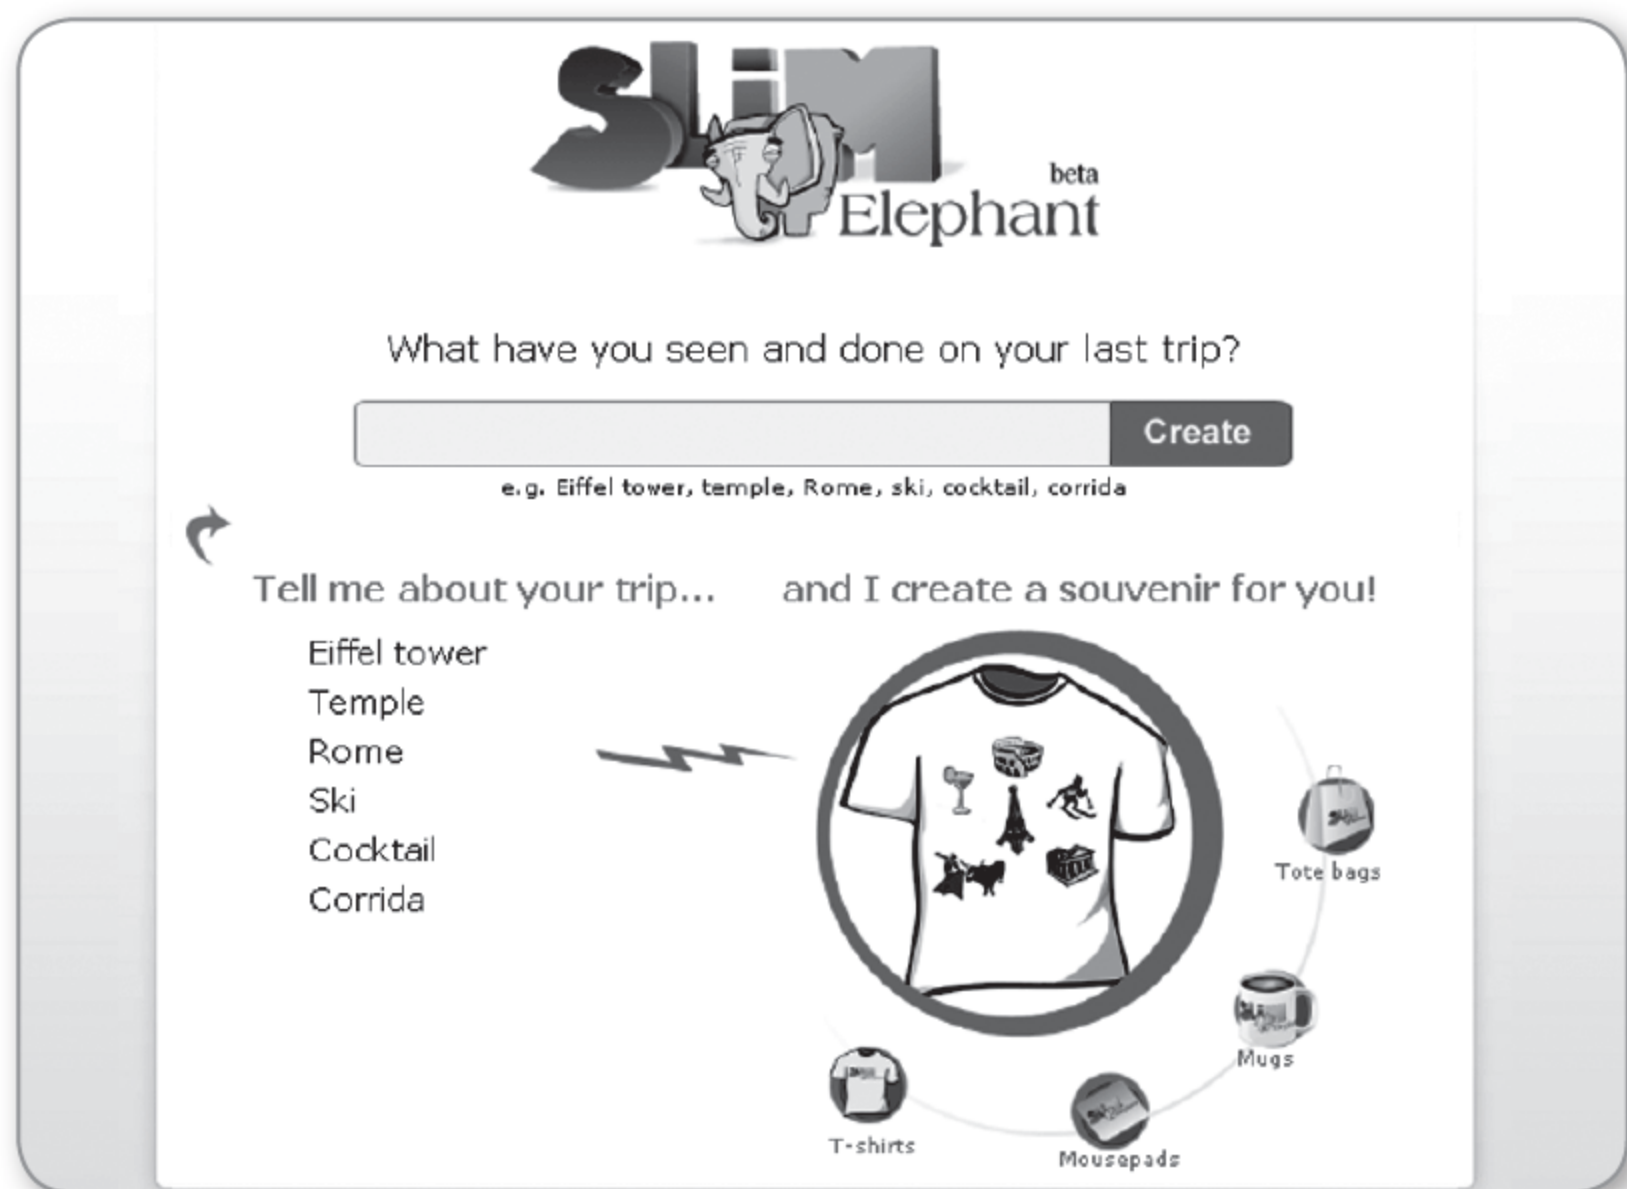 SLiM
beta
Elephant
What have you seen and done on your last trip?
Create
e.g. Eiffel tower, temple, Rome, ski, cocktail, corrida
Tell me about your trip...
and I create a souvenir for you!
Eiffel tower
Temple
Rome
Ski
Cocktail
Corrida
Tote bags
Mugs
T-shirts
Mousepads